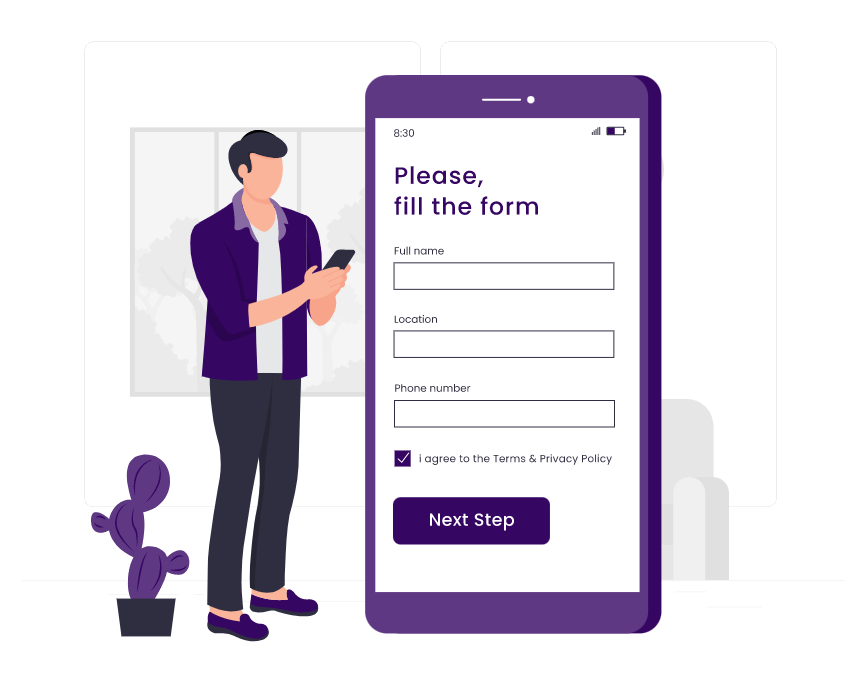 8:30
Please,
fill the form
Full name
Location
Phone number
i agree to the Terms & Privacy Policy
Next Step